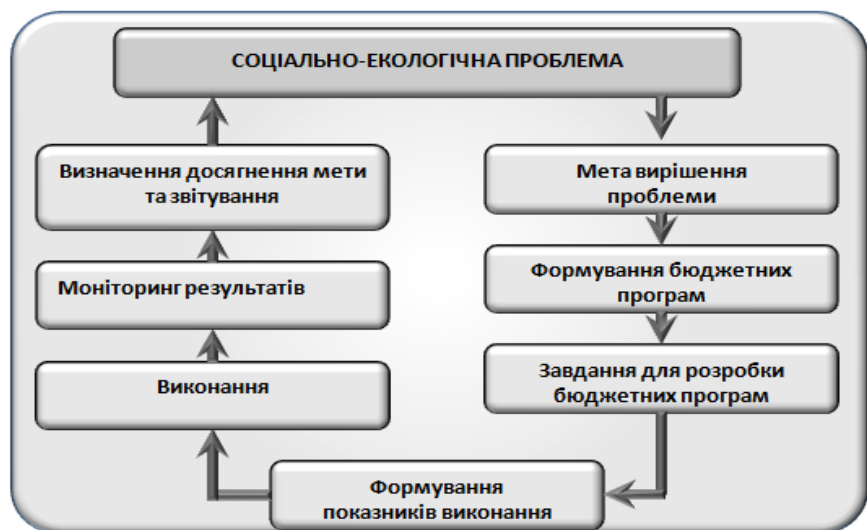 СОЦІАЛЬНО-ЕКОЛОГІЧНА ПРОБЛЕМА
Мета вирішення
проблеми
Формування бюджетних
програм
Завдання для розробки
бюджетних програм
Формування
показників виконання
Виконання
Моніторинг результатів
Визначення досягнення мети
та звітування